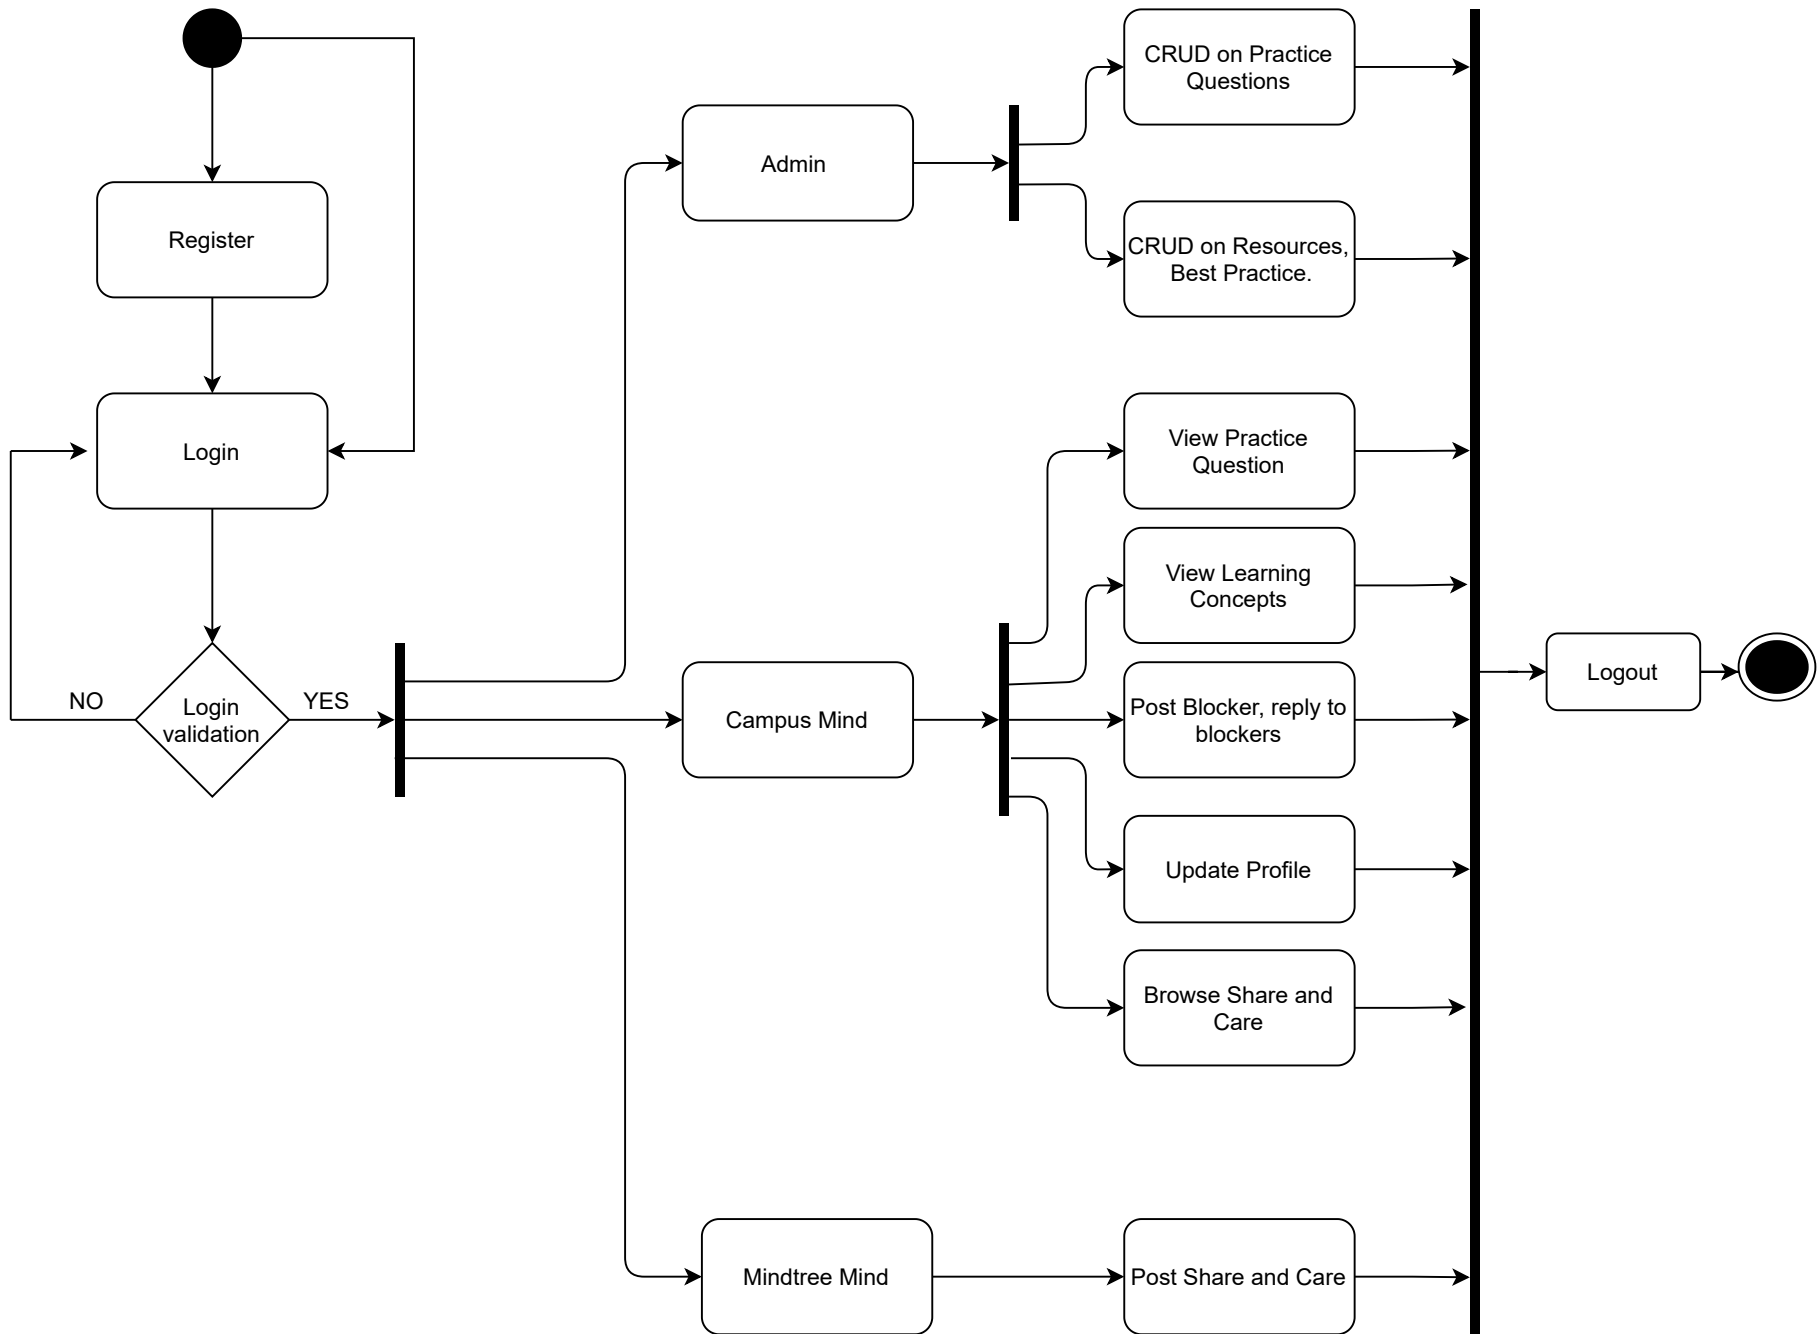 Register
Login
NO
Login
validation
YES
Admin
Campus Mind
Mindtree Mind
CRUD on Practice
Questions
CRUD on Resources,
Best Practice.
View Practice
Question
View Learning
Concepts
Post Blocker, reply to
blockers
Update Profile
Browse Share and
Care
Post Share and Care
Logout